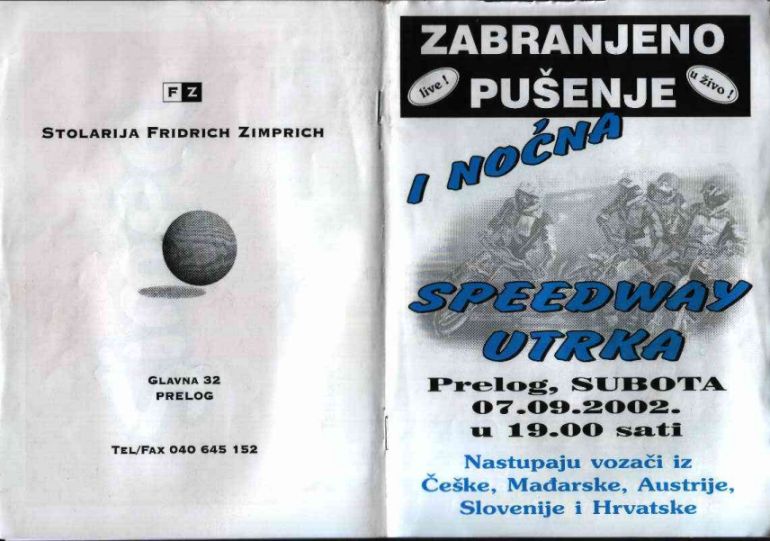 F Z
STOLARIJA FRIDRICH ZIMPRICH
GLAVNA 32
PRELOG
TEL/FAX 040 645 152
ZABRANJENO
live !
PUŠENJE
u živo !
I NOĆNA
SPEEDWAY
UTRKA
Prelog, SUBOTA
07.09.2002.
u 19.00 sati
Nastupaju vozači iz
Češke, Mađarske, Austrije,
Slovenije i Hrvatske